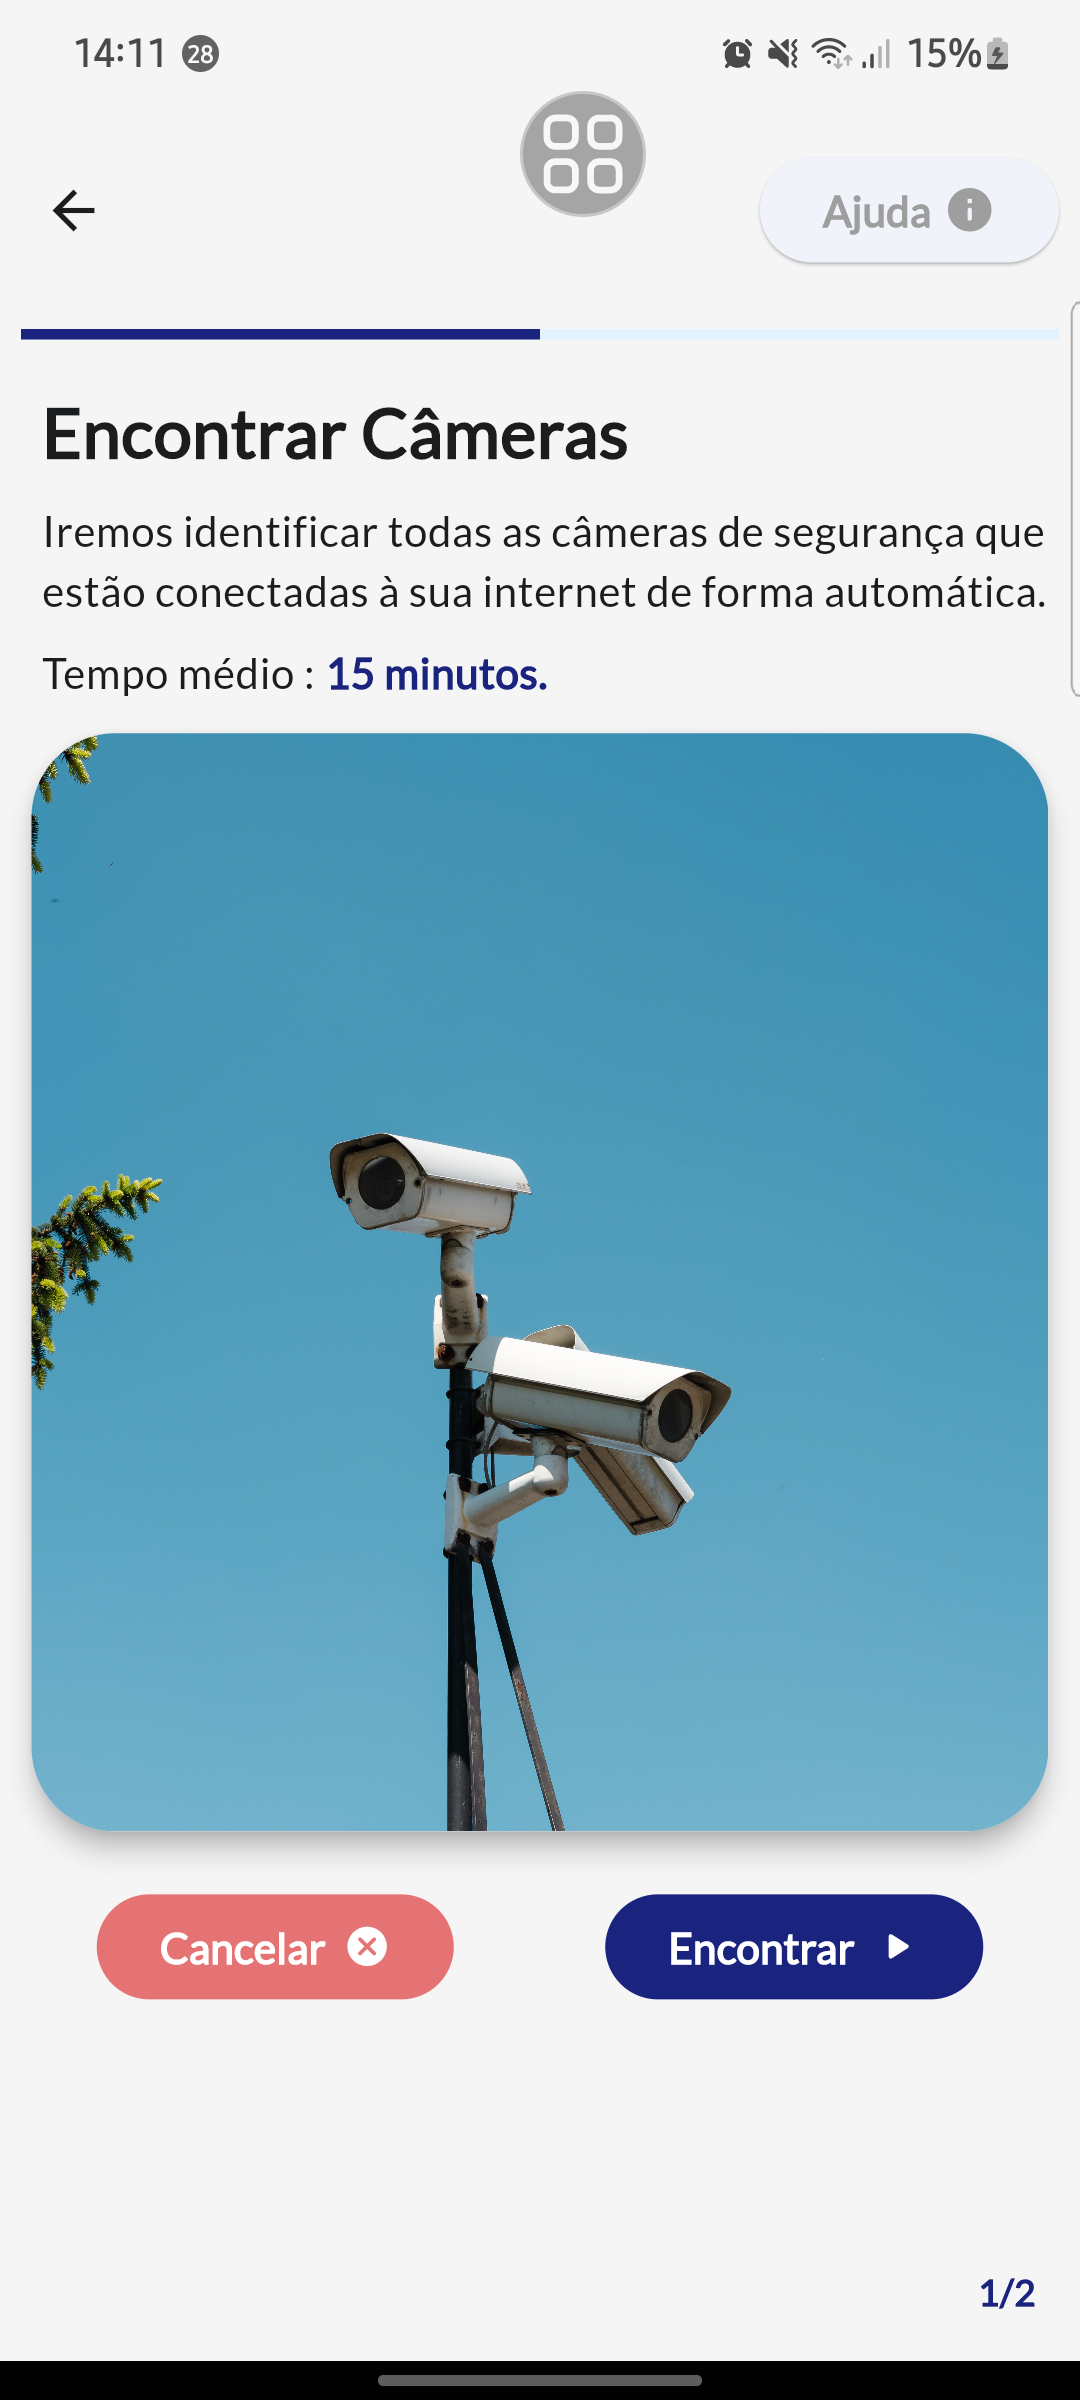 14:11 28 15%
Ajuda
Encontrar Câmeras
Iremos identificar todas as câmeras de segurança que
estão conectadas à sua internet de forma automática.
Tempo médio : 15 minutos.
Cancelar
Encontrar
1/2